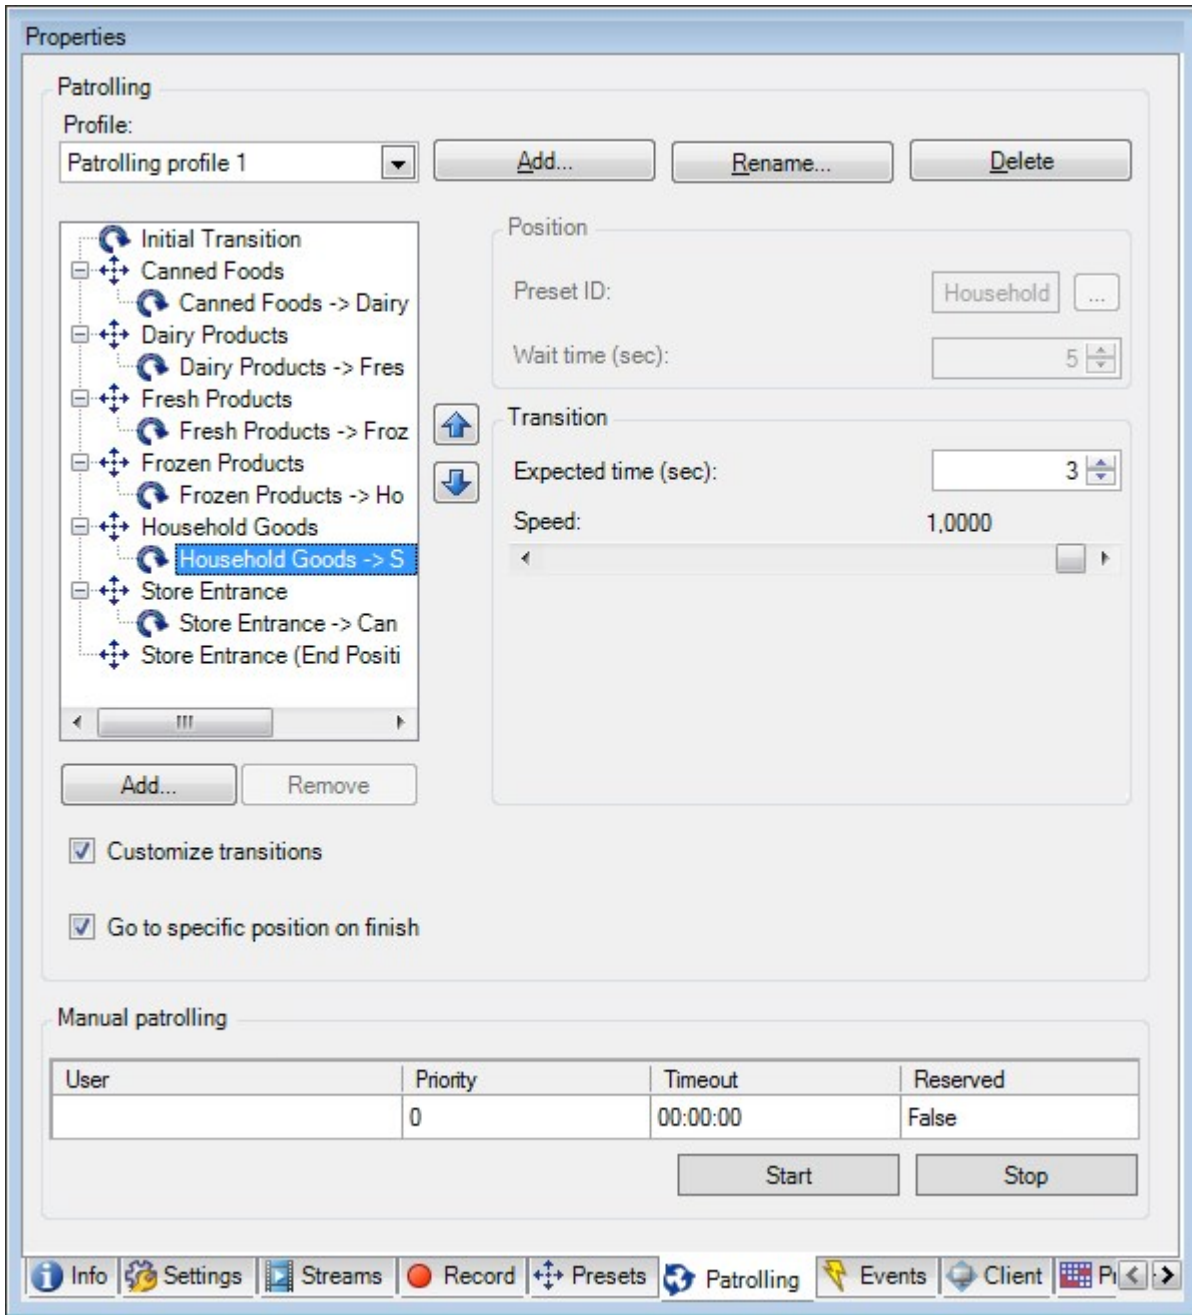 Properties
Patrolling
Profile:
Patrolling profile 1
Add...
Rename...
Delete
Initial Transition
Canned Foods
Canned Foods -> Dairy
Dairy Products
Dairy Products -> Fres
Fresh Products
Fresh Products -> Froz
Frozen Products
Frozen Products -> Ho
Household Goods
Household Goods -> S
Store Entrance
Store Entrance -> Can
Store Entrance (End Positi
Position
Preset ID:
Household
...
Wait time (sec):
5
Transition
Expected time (sec):
3
Speed:
1,0000
Add...
Remove
Customize transitions
Go to specific position on finish
Manual patrolling
User Priority Timeout Reserved
0 00:00:00 False
Start
Stop
Info Settings Streams Record Presets Patrolling Events Client